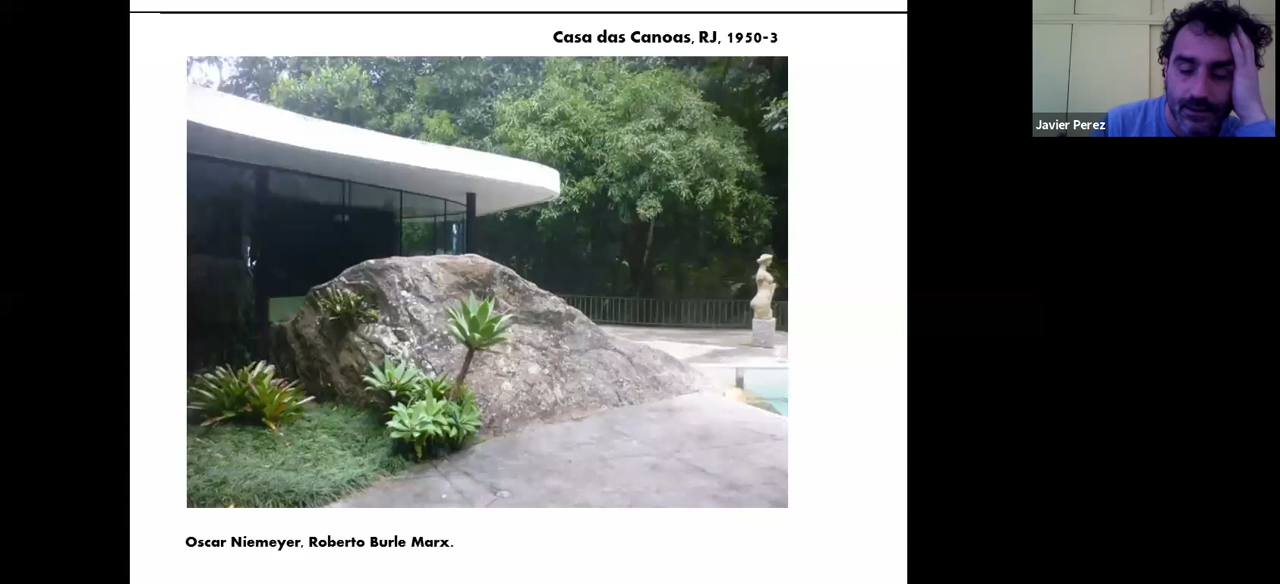 Casa das Canoas, RJ, 1950-3
Javier Perez
Oscar Niemeyer, Roberto Burle Marx.